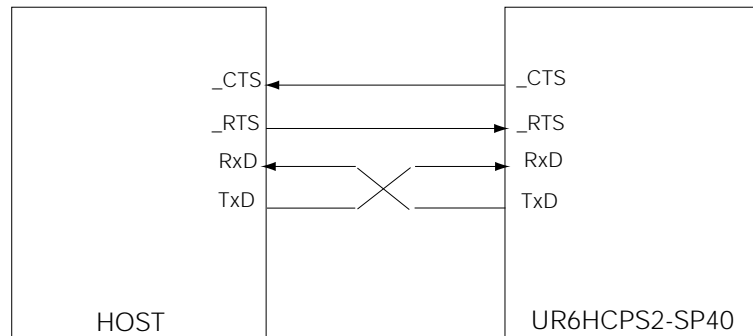 _CTS _CTS
_RTS _RTS
RxD RxD
TxD TxD
HOST UR6HCPS2-SP40